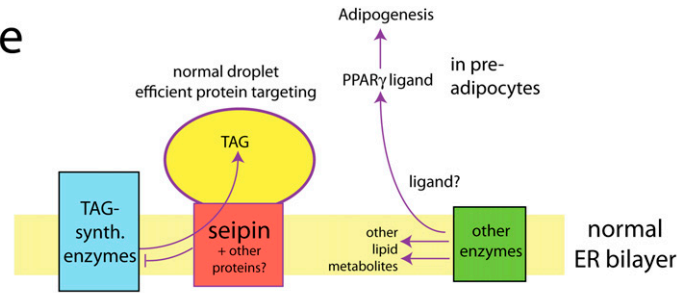 e
Adipogenesis
PPARγ ligand
in pre-
adipocytes
normal droplet
efficient protein targeting
TAG
ligand?
TAG-
synth.
enzymes
seipin
+ other
proteins?
other
lipid
metabolites
other
enzymes
normal
ER bilayer